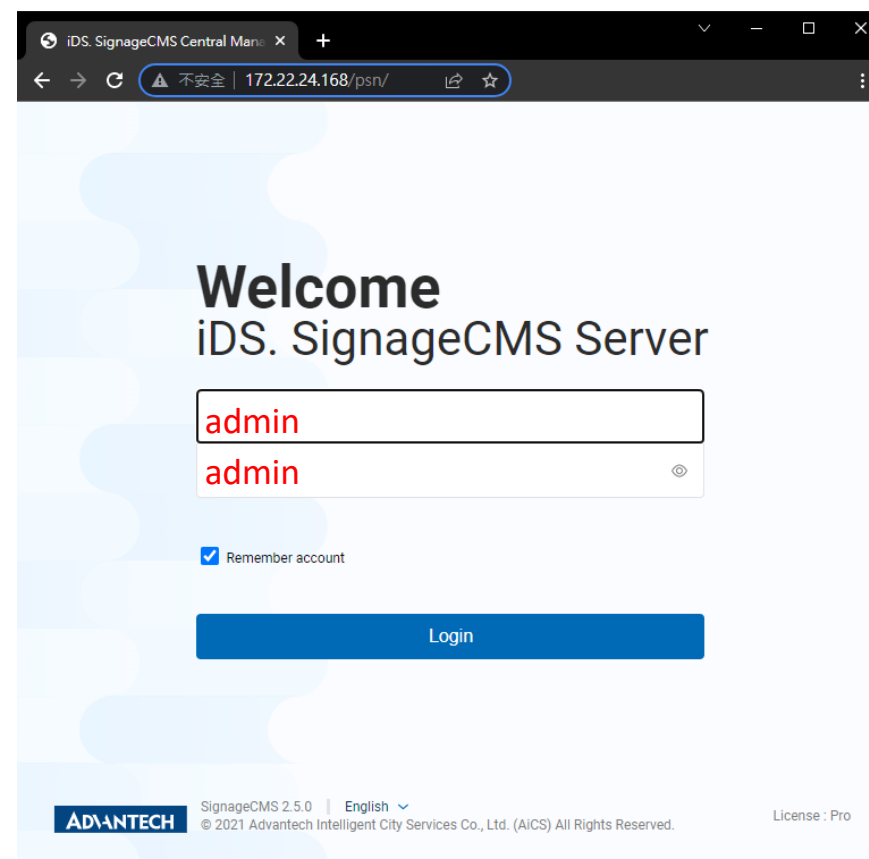 iDS. SignageCMS Central Mana
不安全 | 172.22.24.168/psn/
Welcome
iDS. SignageCMS Server
admin
admin
Remember account
Login
ADVANTECH
SignageCMS 2.5.0 | English
© 2021 Advantech Intelligent City Services Co., Ltd. (AiCS) All Rights Reserved.
License : Pro